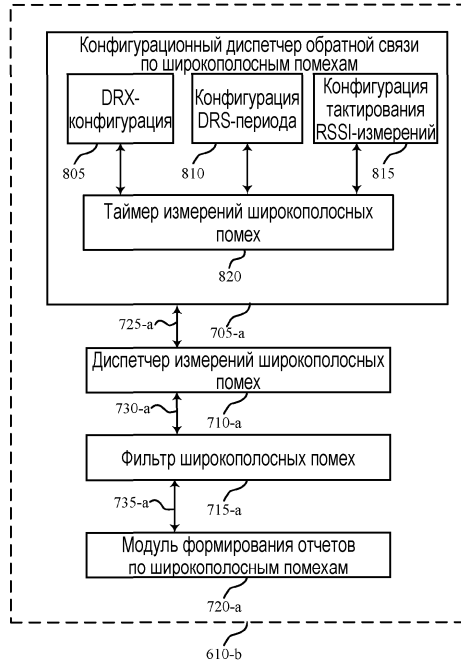 Конфигурационный диспетчер обратной связи
по широкополосным помехам
DRX-
конфигурация
805
Конфигурация
DRS-периода
810
Конфигурация
тактирования
RSSI-измерений
815
Таймер измерений широкополосных
помех
820
725-a
705-a
Диспетчер измерений широкополосных
помех
730-a
710-a
Фильтр широкополосных помех
735-a
715-a
Модуль формирования отчетов
по широкополосным помехам
720-a
610-b